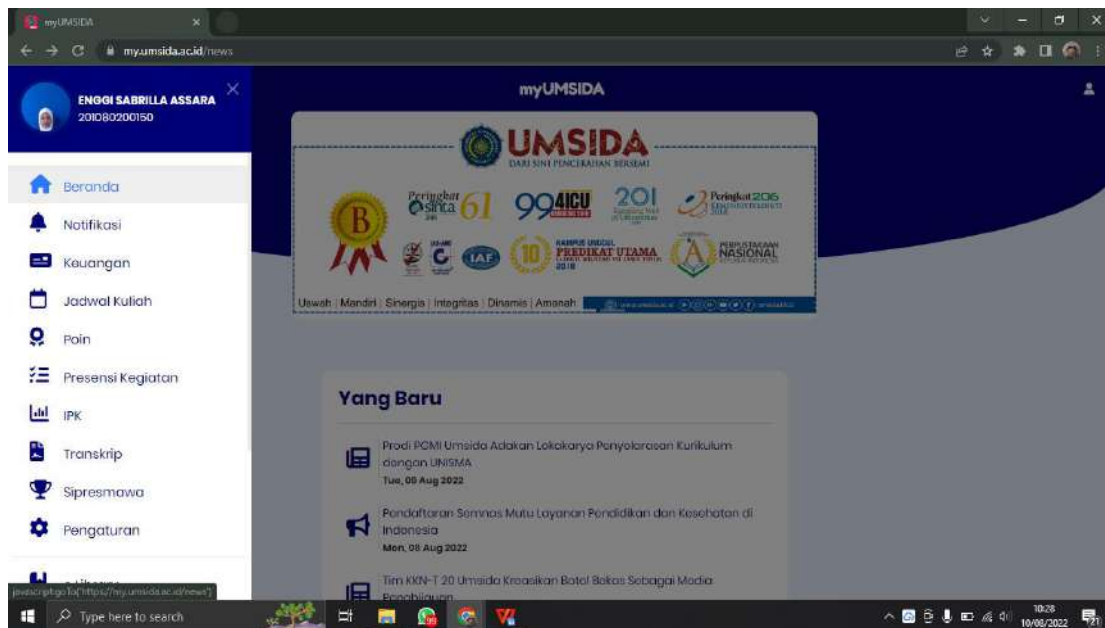 myUMSIDA
my.umsida.ac.id/news
ENGGI SABRILLA ASSARA
201080200150
Beranda
Notifikasi
Keuangan
Jadwal Kuliah
Poin
Presensi Kegiatan
IPK
Transkrip
Sipresmawa
Pengaturan
myUMSIDA
UMSIDA
DARI SINI PENCERAHAN BERSEMI
Peringkat
sinta 61
994ICU
201
Peringkat 206
B
IAF
10
KAMPUS UNGGUL
PREDIKAT UTAMA
2018
A
PERPUSTAKAAN
NASIONAL
Uswah | Mandiri | Sinergis | Integritas | Dinamis | Amanah
Yang Baru
Prodi PGMI Umsida Adakan Lokakarya Penyelarasan Kurikulum
dengan UNISMA
Tue, 09 Aug 2022
Pendaftaran Semnas Mutu Layanan Pendidikan dan Kesehatan di
Indonesia
Mon, 08 Aug 2022
Tim KKN-T 20 Umsida Kreasikan Botol Bekas Sebagai Media
javascript:goTo('https://my.umsida.ac.id/news')
Type here to search
10:28
10/08/2022
21